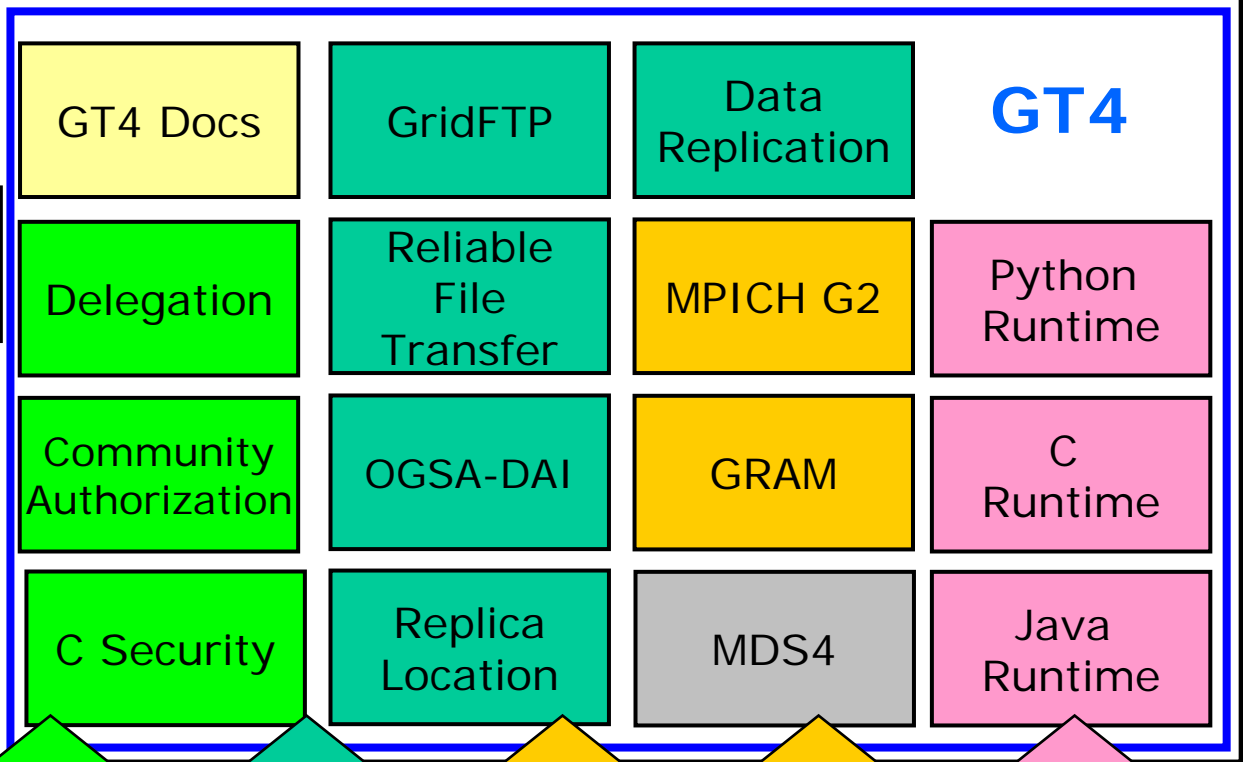 GT4 Docs
GridFTP
Data
Replication
GT4
Delegation
Reliable
File
Transfer
MPICH G2
Python
Runtime
Community
Authorization
OGSA-DAI
GRAM
C
Runtime
C Security
Replica
Location
MDS4
Java
Runtime